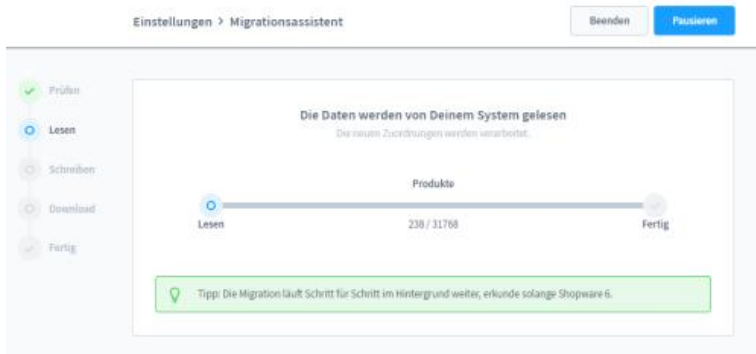 Einstellungen > Migrationsassistent
Beenden
Pausieren
Prüfen
Lesen
Schreiben
Download
Fertig
Die Daten werden von Deinem System gelesen
Die neuen Zuordnungen werden verarbeitet.
Produkte
Lesen
238 / 31768
Fertig
Tipp: Die Migration läuft Schritt für Schritt im Hintergrund weiter, erkunde solange Shopware 6.